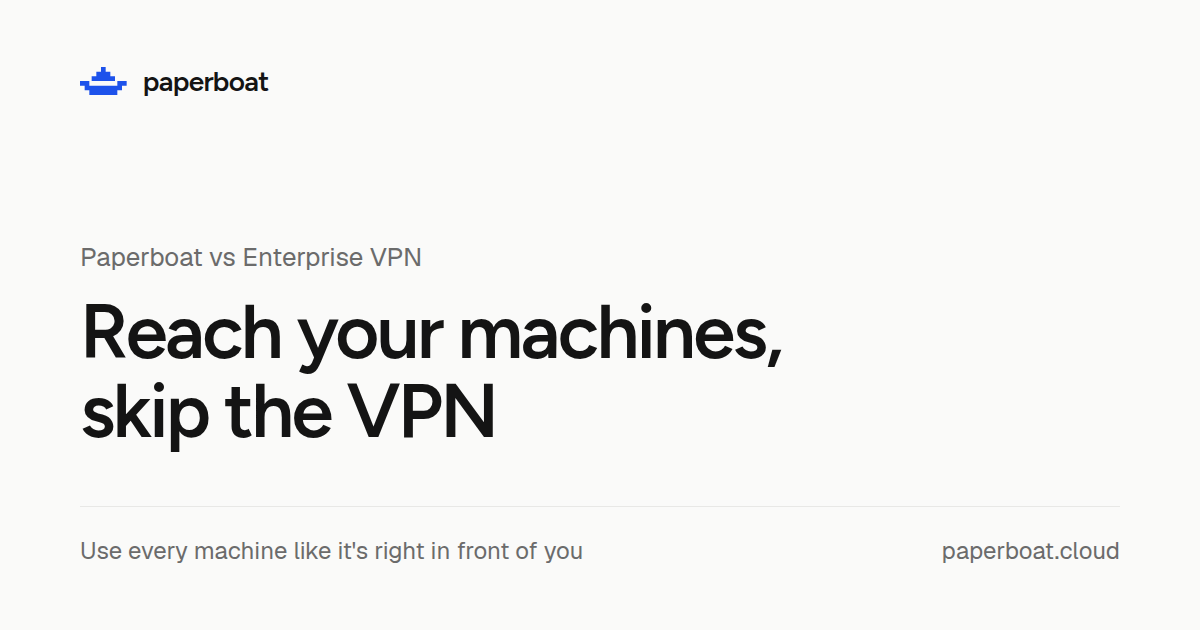 paperboat
Paperboat vs Enterprise VPN
Reach your machines,
skip the VPN
Use every machine like it's right in front of you
paperboat.cloud